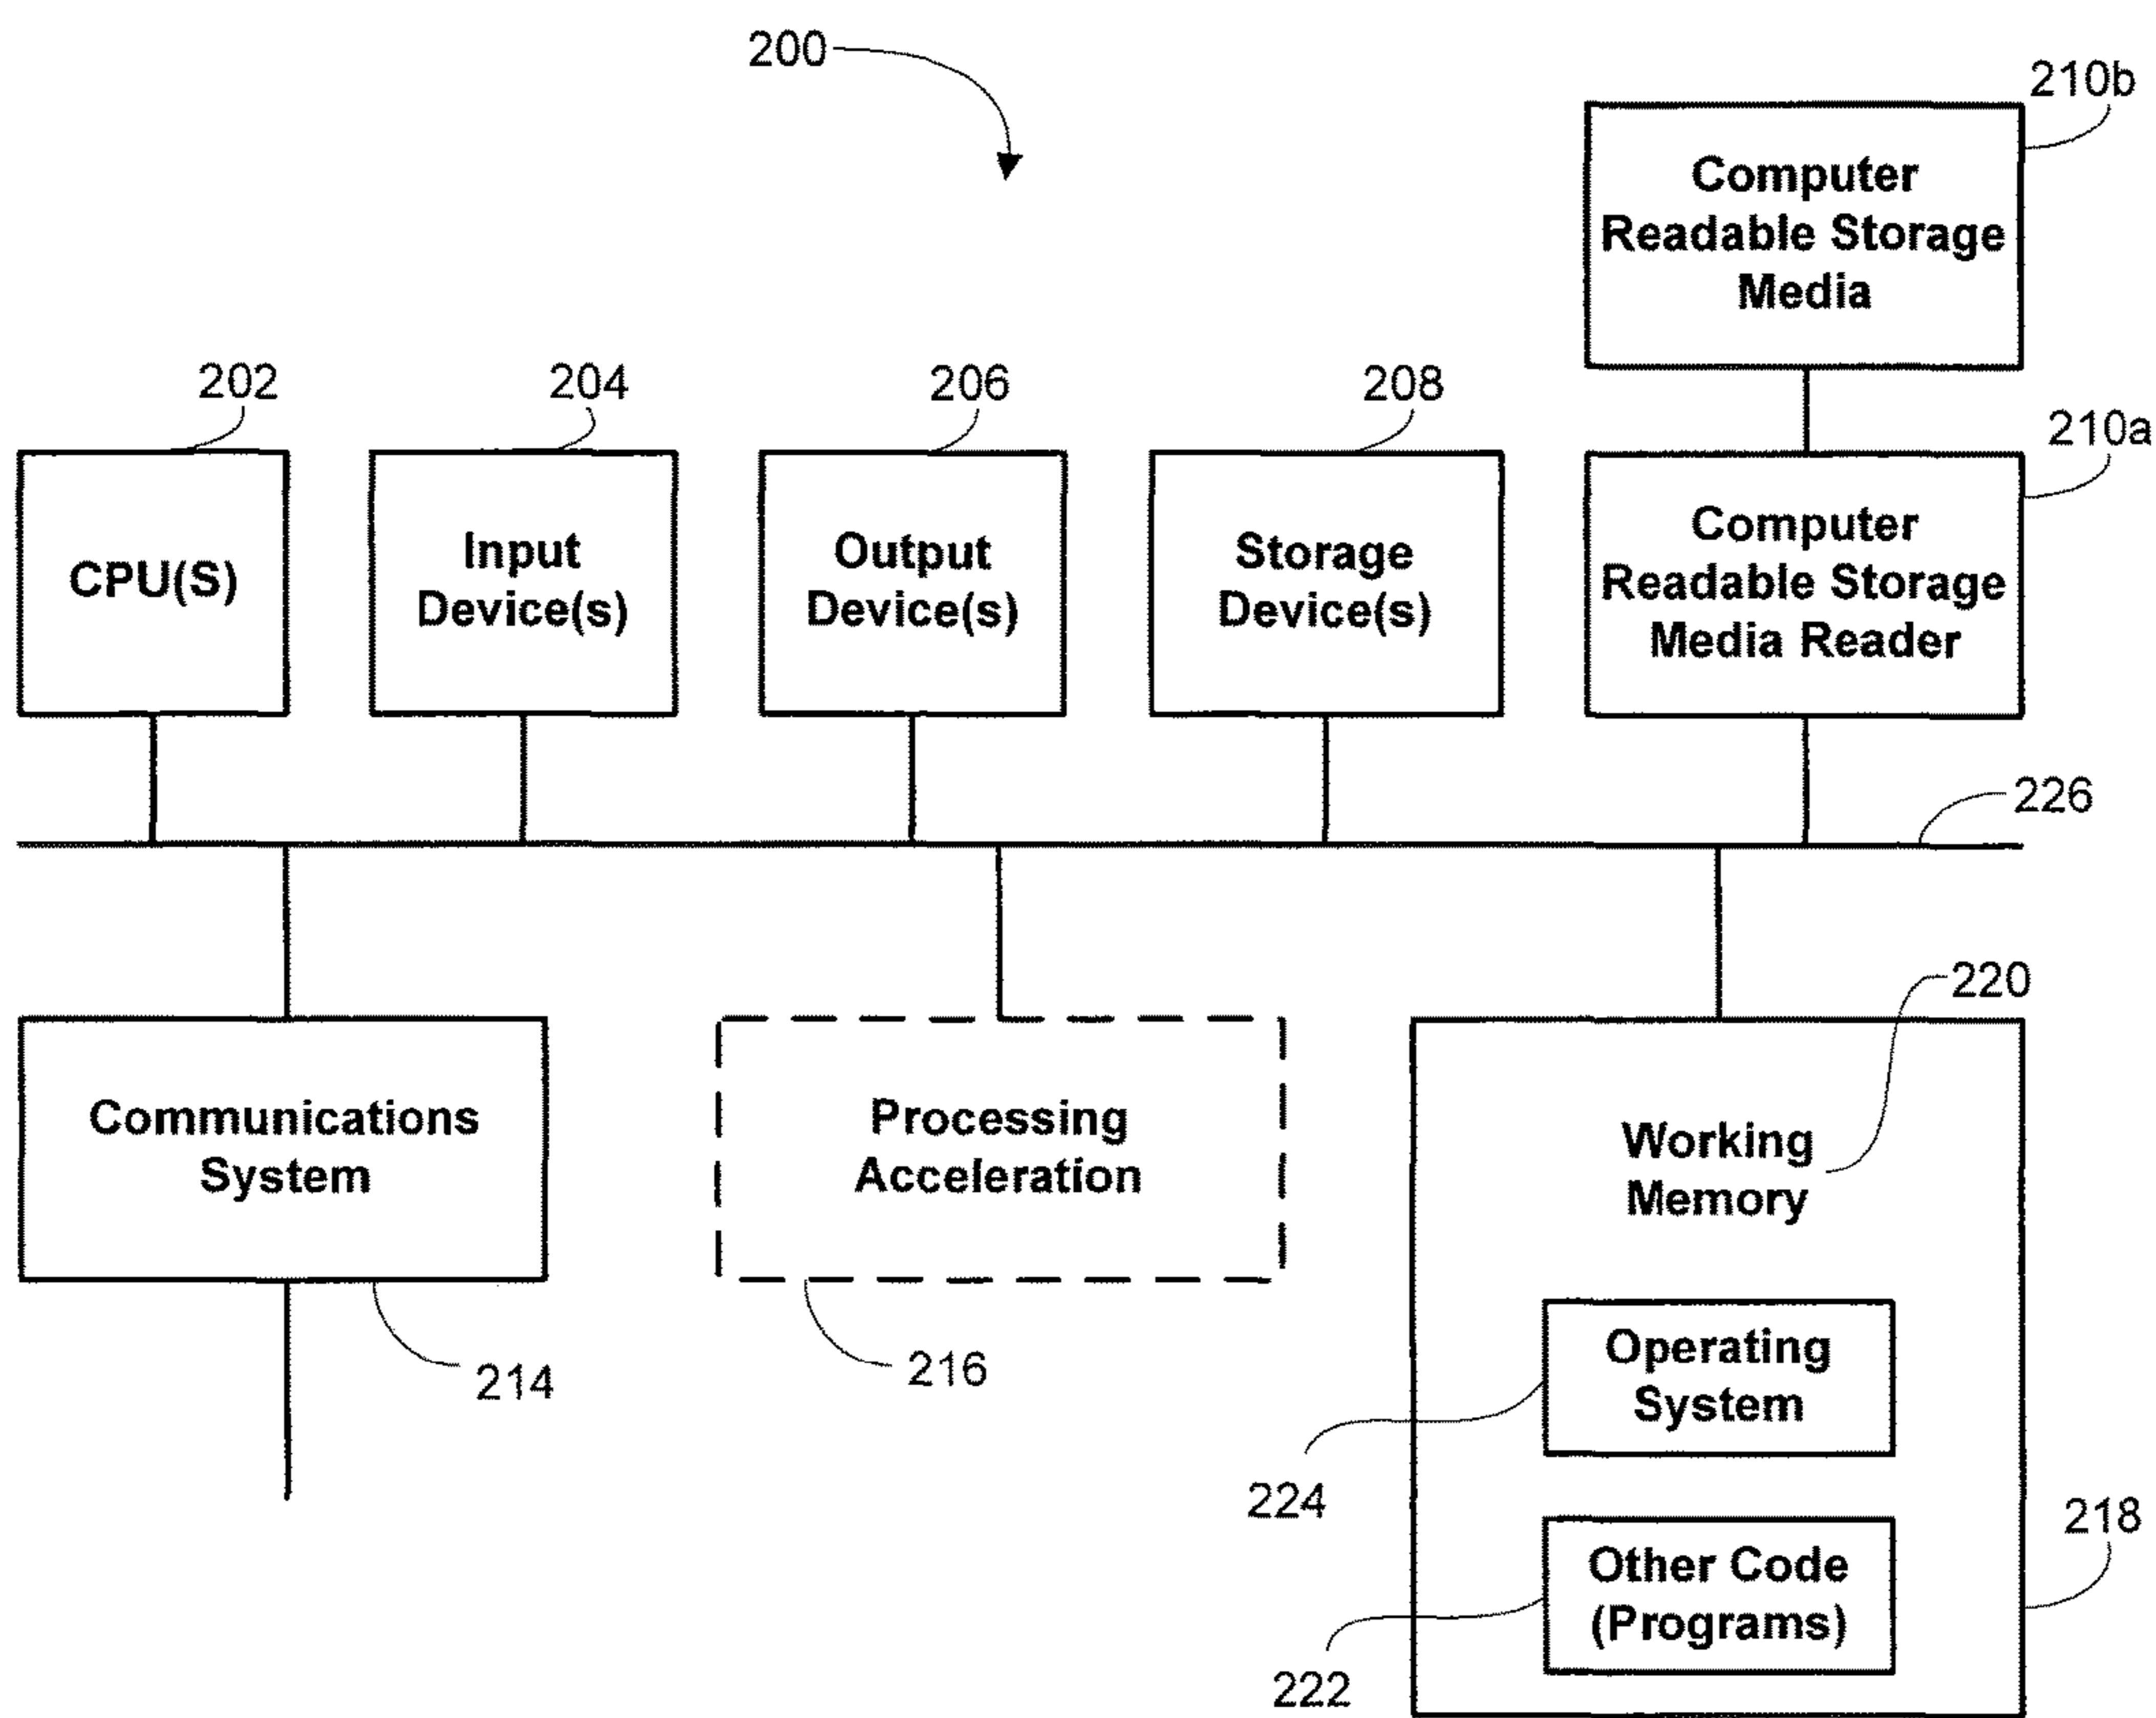 200
210b
Computer
Readable Storage
Media
202
204
206
208
210a
CPU(S)
Input
Device(s)
Output
Device(s)
Storage
Device(s)
Computer
Readable Storage
Media Reader
226
220
Communications
System
Processing
Acceleration
Working
Memory
214
216
Operating
System
224
218
Other Code
(Programs)
222